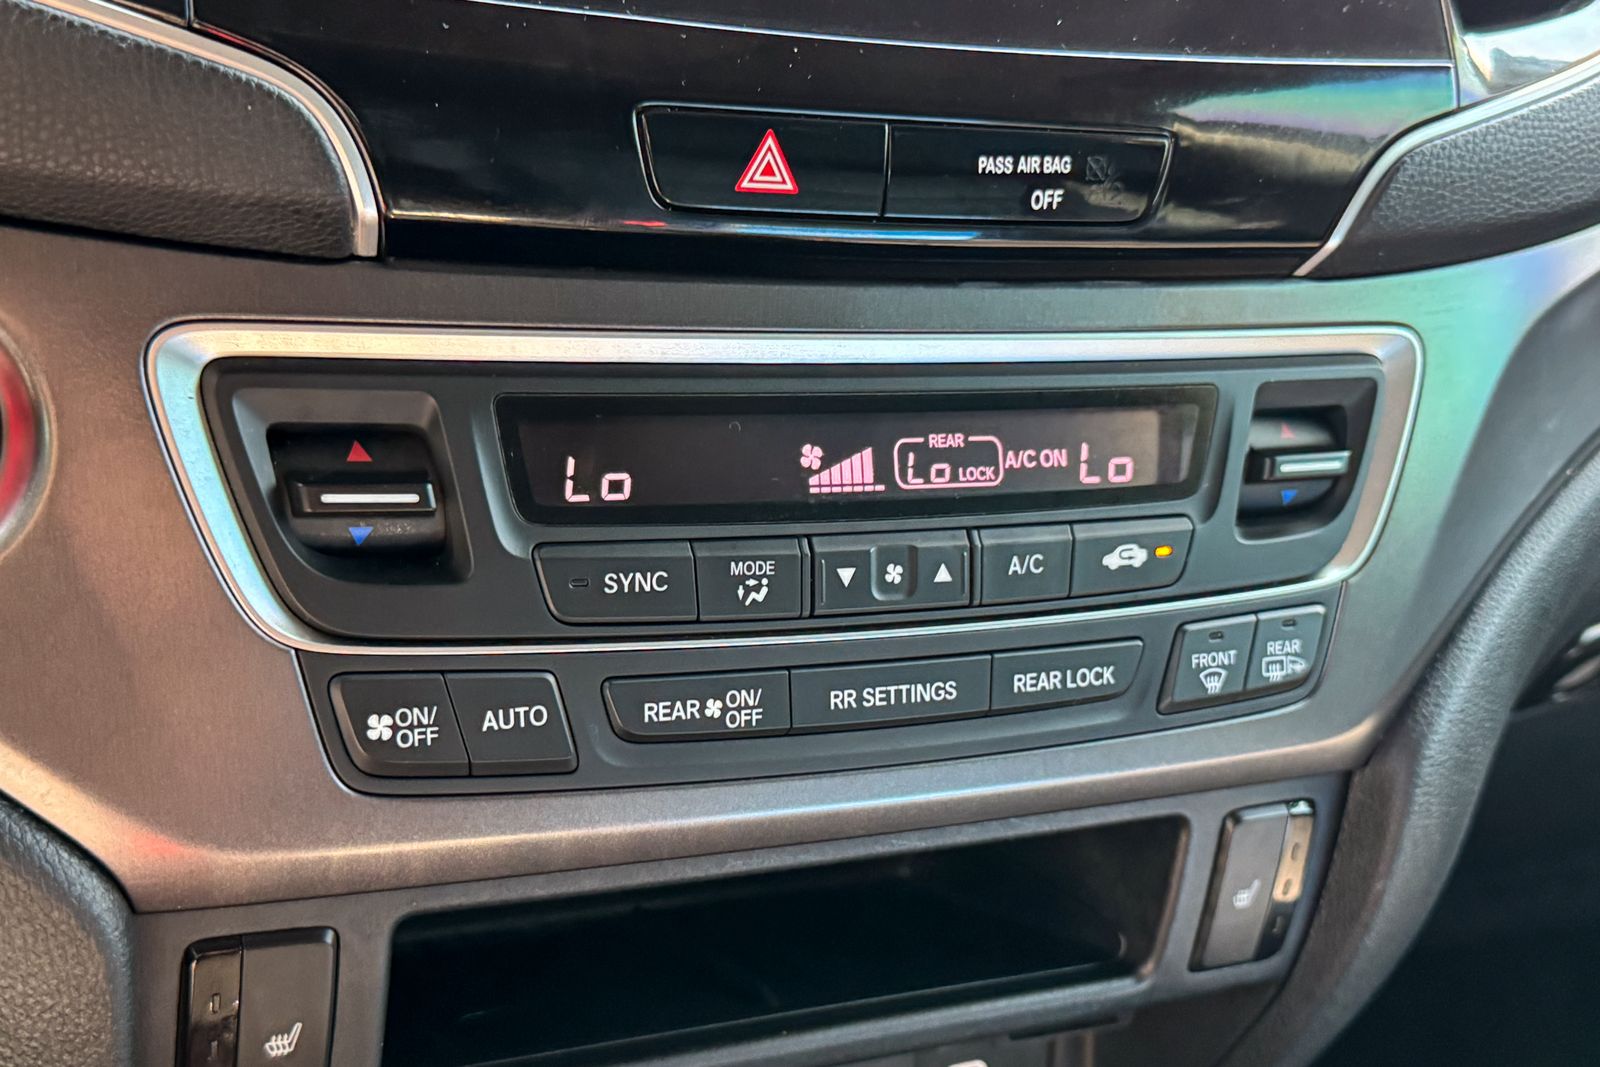 PASS AIR BAG
OFF
Lo
REAR
Lo LOCK
A/C ON
Lo
SYNC
MODE
A/C
ON/
OFF
AUTO
REAR ON/
OFF
RR SETTINGS
REAR LOCK
FRONT
REAR